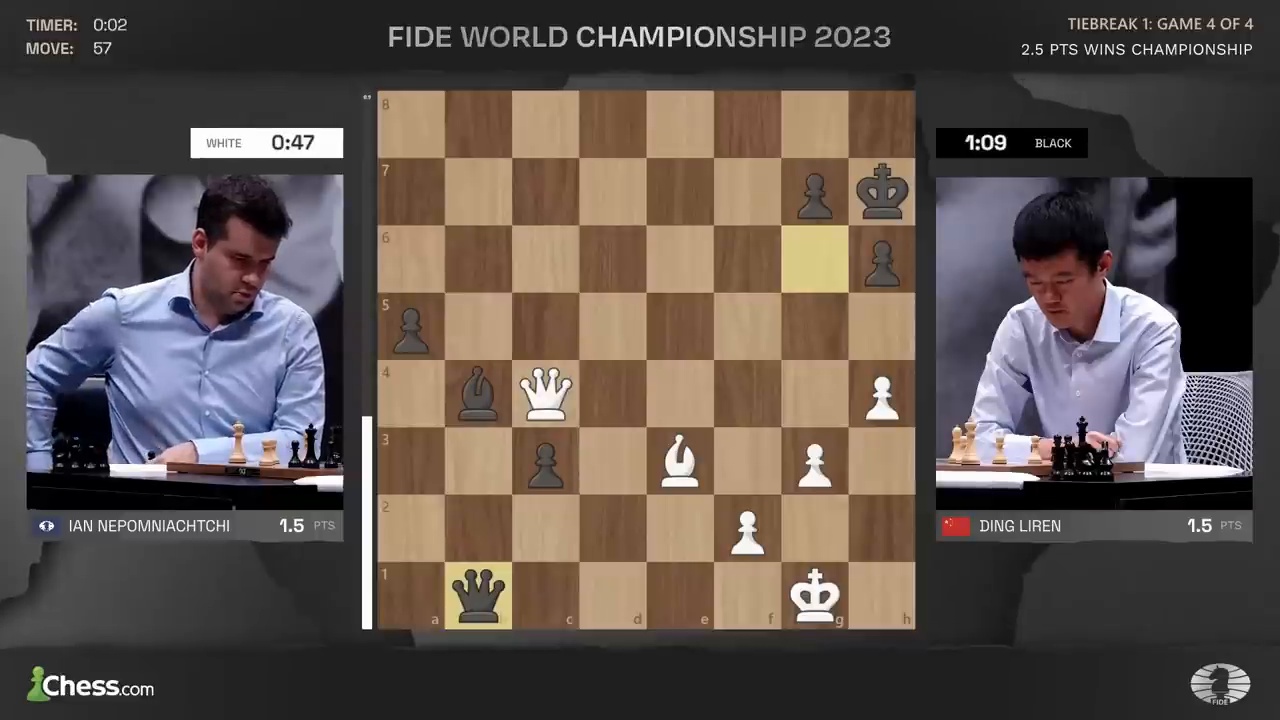 TIMER: 0:02
MOVE: 57
FIDE WORLD CHAMPIONSHIP 2023
TIEBREAK 1: GAME 4 OF 4
2.5 PTS WINS CHAMPIONSHIP
WHITE 0:47
1:09 BLACK
8
7
6
5
4
3
2
1
a
c
d
e
f
g
h
IAN NEPOMNIACHTCHI 1.5 PTS
DING LIREN 1.5 PTS
Chess.com
FIDE